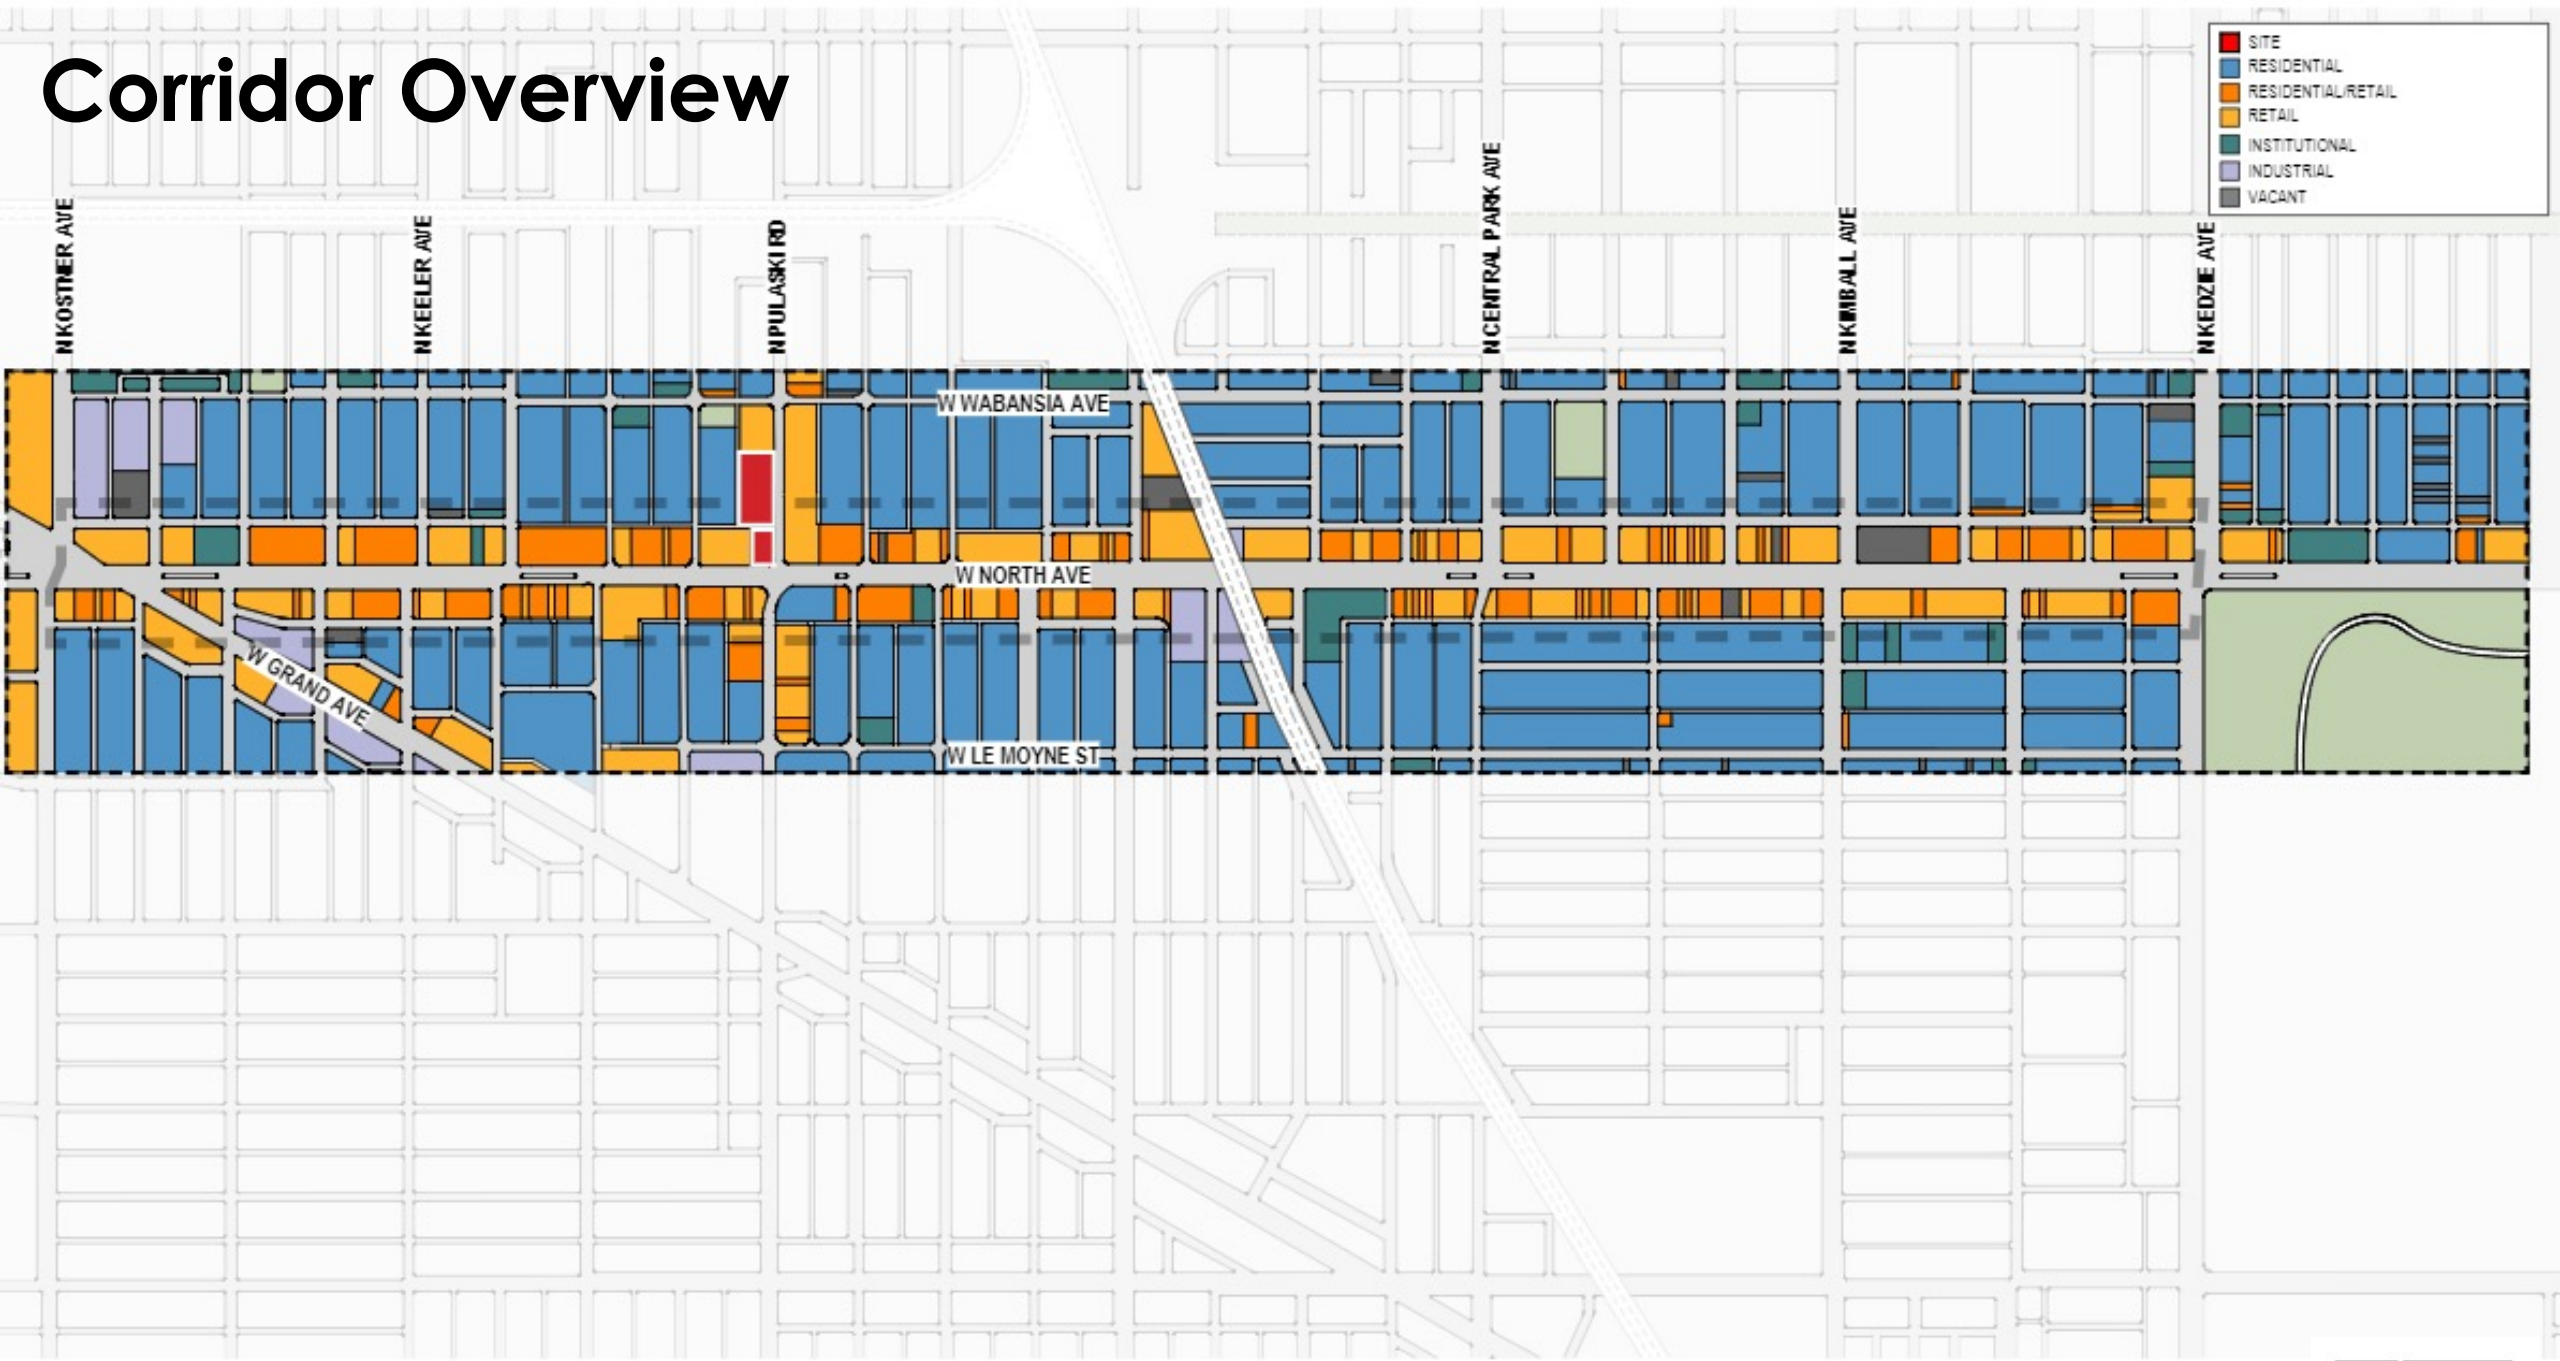 Corridor Overview
SITE
RESIDENTIAL
RESIDENTIAL/RETAIL
RETAIL
INSTITUTIONAL
INDUSTRIAL
VACANT
N KOSTNER AVE
N KEELER AVE
N PULASKI RD
N CENTRAL PARK AVE
N KIMBALL AVE
N KEDZIE AVE
W WABANSIA AVE
W NORTH AVE
W GRAND AVE
W LE MOYNE ST